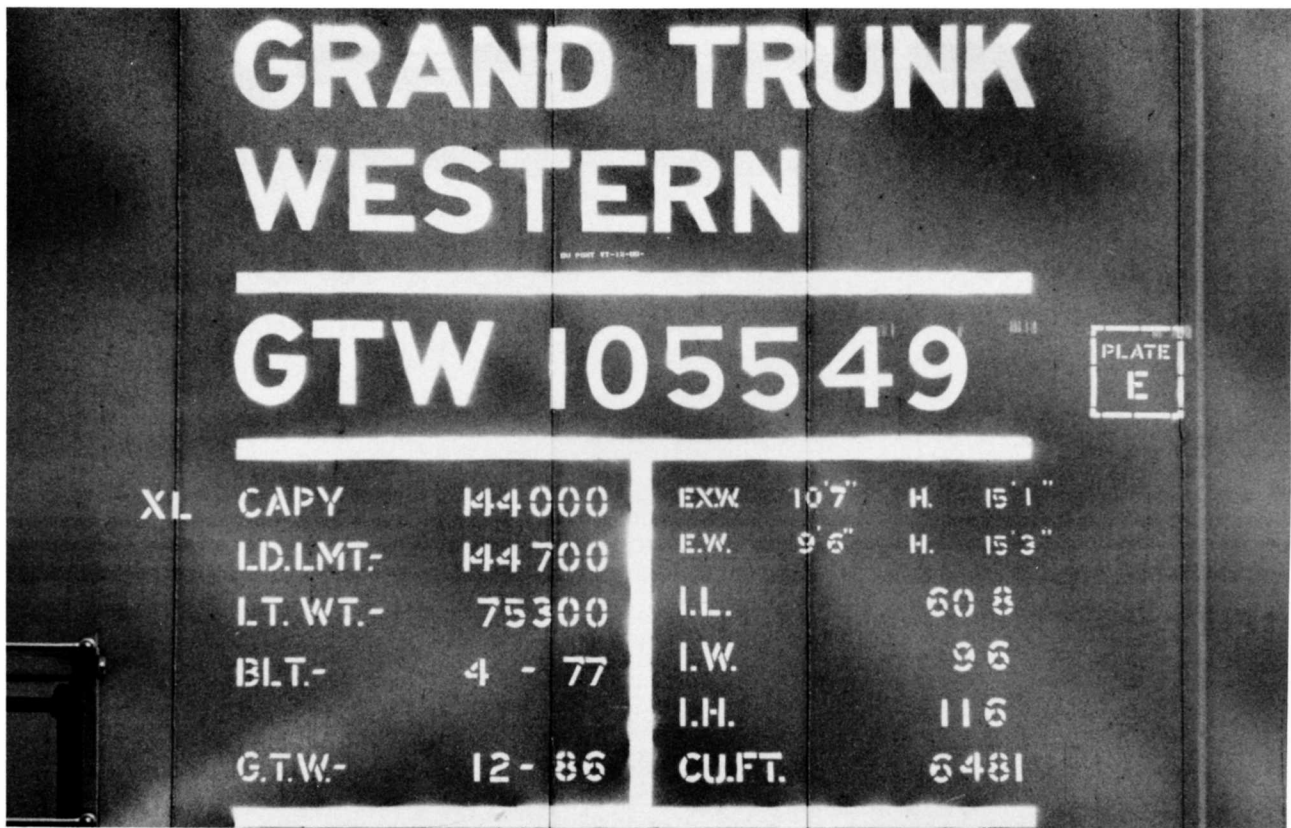 GRAND TRUNK
WESTERN
GTW 105549
PLATE
E
XL CAPY 144000
LD.LMT.- 144700
LT. WT.- 75300
BLT.- 4 - 77
G.T.W.- 12-86
EX.W. 10'7" H. 15'1"
E.W. 9'6" H. 15'3"
I.L. 60 8
I.W. 9 6
I.H. 11 6
CU.FT. 6481